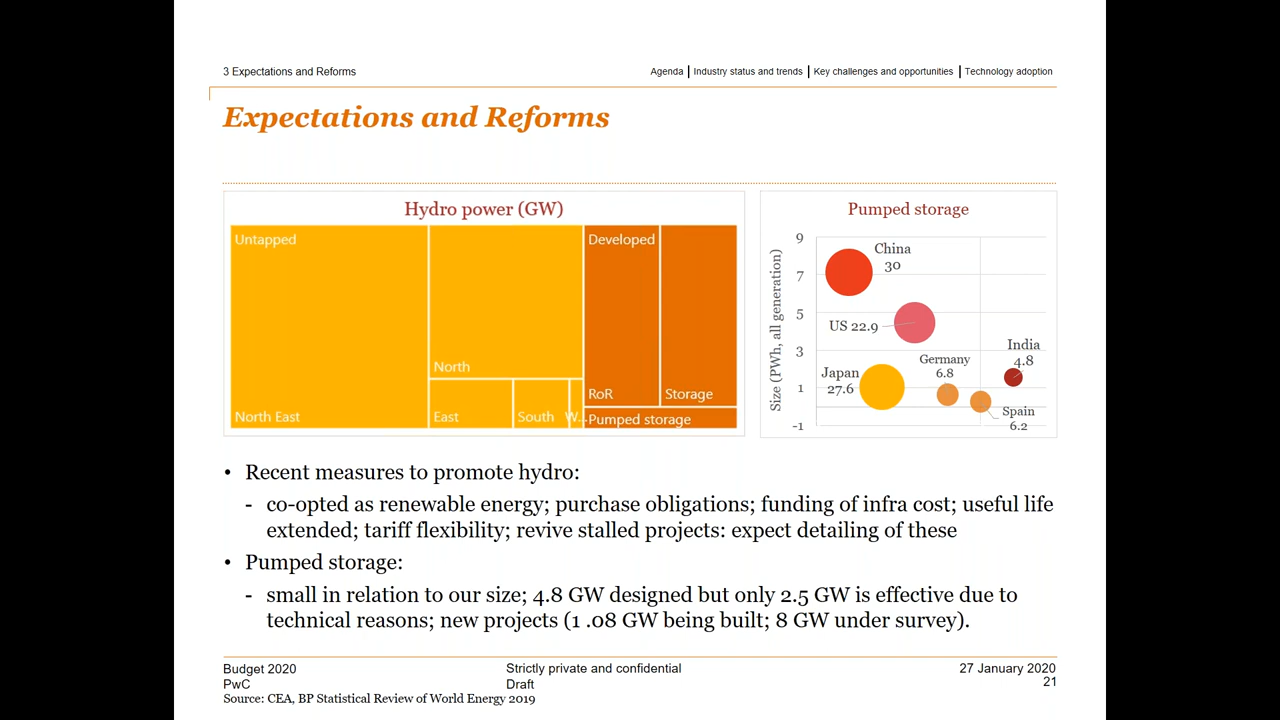 3 Expectations and Reforms
Agenda | Industry status and trends | Key challenges and opportunities | Technology adoption
Expectations and Reforms
Hydro power (GW)
Untapped
North East
North
East
South
W...
Developed
RoR
Storage
Pumped storage
Pumped storage
Size (PWh, all generation)
9
7
5
3
1
-1
China
30
US 22.9
Japan
27.6
Germany
6.8
India
4.8
Spain
6.2
• Recent measures to promote hydro:
- co-opted as renewable energy; purchase obligations; funding of infra cost; useful life
extended; tariff flexibility; revive stalled projects: expect detailing of these
• Pumped storage:
- small in relation to our size; 4.8 GW designed but only 2.5 GW is effective due to
technical reasons; new projects (1 .08 GW being built; 8 GW under survey).
Budget 2020
PwC
Strictly private and confidential
Draft
27 January 2020
21
Source: CEA, BP Statistical Review of World Energy 2019